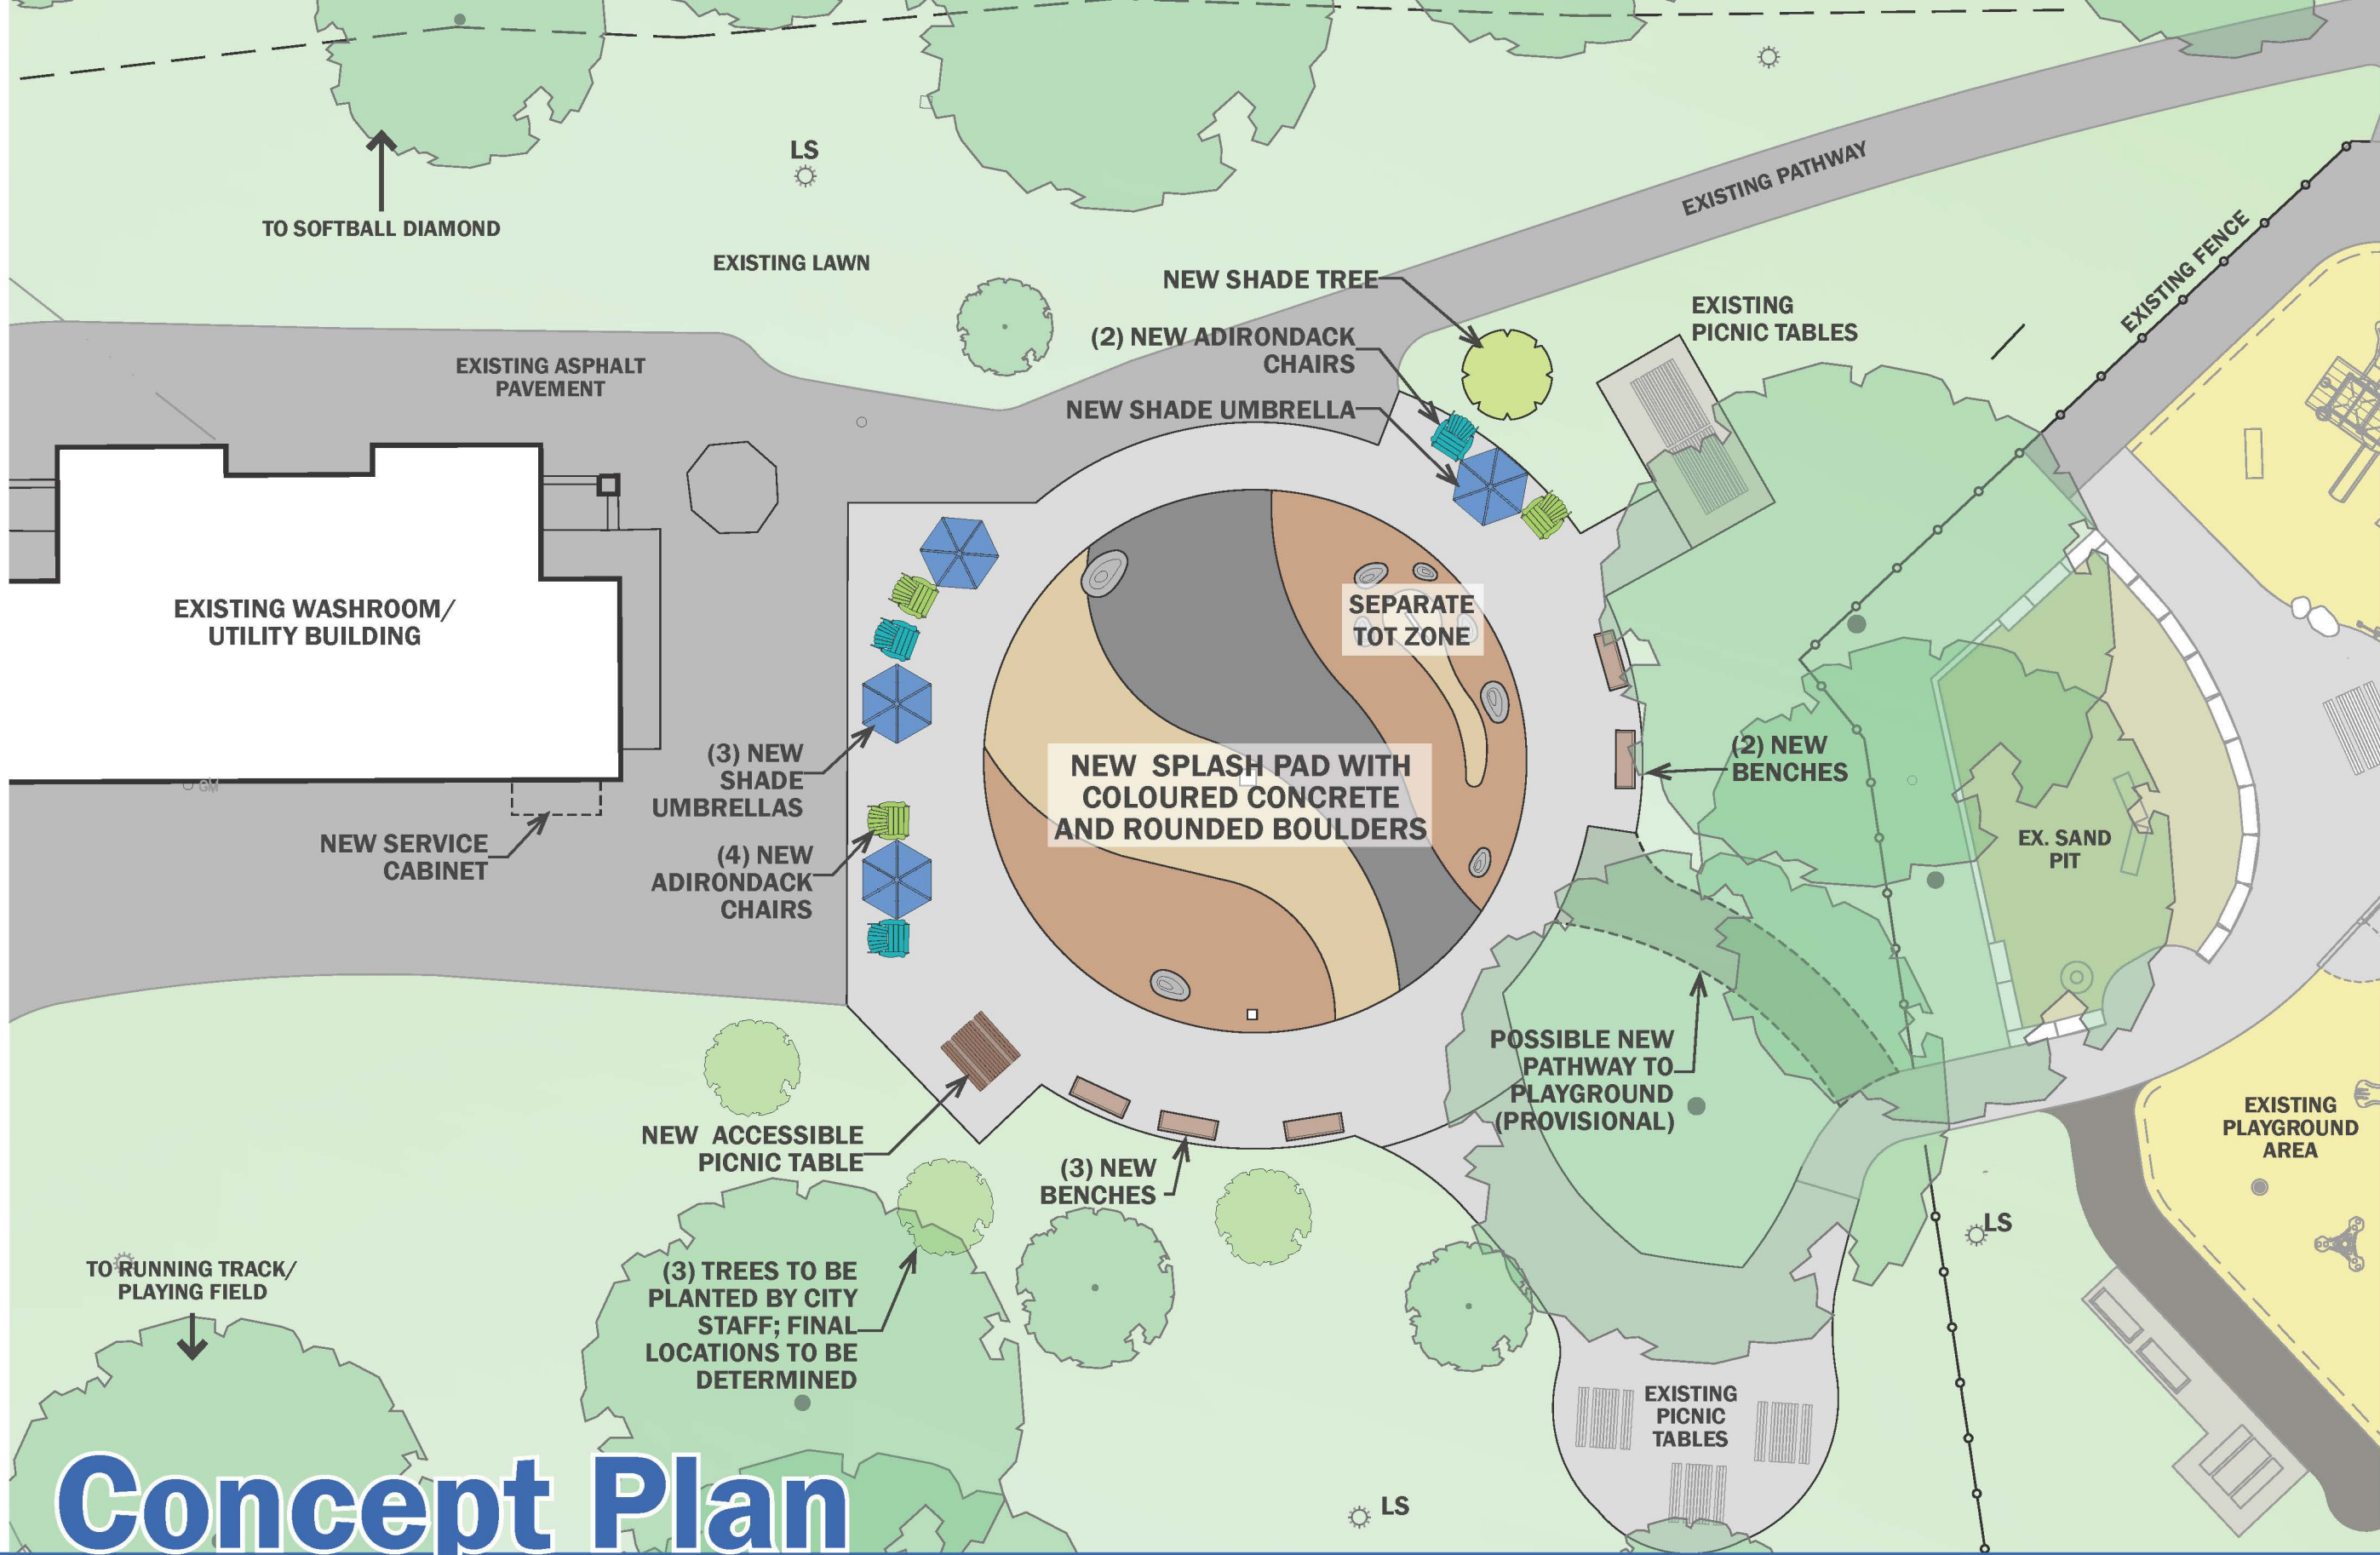 LS
TO SOFTBALL DIAMOND
EXISTING LAWN
EXISTING PATHWAY
EXISTING FENCE
NEW SHADE TREE
(2) NEW ADIRONDACK
CHAIRS
NEW SHADE UMBRELLA
EXISTING
PICNIC TABLES
EXISTING ASPHALT
PAVEMENT
EXISTING WASHROOM/
UTILITY BUILDING
SEPARATE
TOT ZONE
(3) NEW
SHADE
UMBRELLAS
NEW SPLASH PAD WITH
COLOURED CONCRETE
AND ROUNDED BOULDERS
(2) NEW
BENCHES
GM
NEW SERVICE
CABINET
(4) NEW
ADIRONDACK
CHAIRS
EX. SAND
PIT
POSSIBLE NEW
PATHWAY TO
PLAYGROUND
(PROVISIONAL)
EXISTING
PLAYGROUND
AREA
NEW ACCESSIBLE
PICNIC TABLE
(3) NEW
BENCHES
LS
TO RUNNING TRACK/
PLAYING FIELD
(3) TREES TO BE
PLANTED BY CITY
STAFF; FINAL
LOCATIONS TO BE
DETERMINED
EXISTING
PICNIC
TABLES
LS
Concept Plan